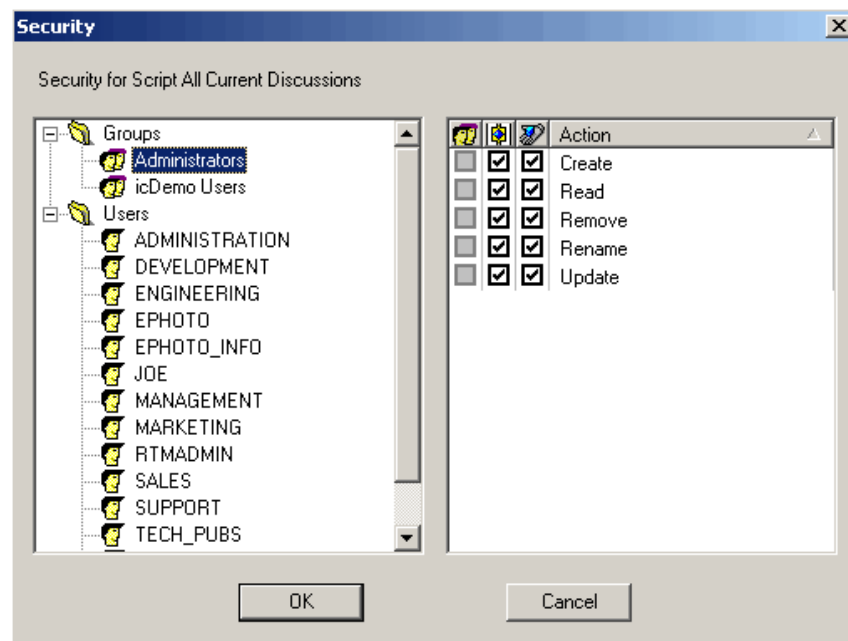 Security
Security for Script All Current Discussions
Groups
Administrators
icDemo Users
Users
ADMINISTRATION
DEVELOPMENT
ENGINEERING
EPHOTO
EPHOTO_INFO
JOE
MANAGEMENT
MARKETING
RTMADMIN
SALES
SUPPORT
TECH_PUBS
Action
Create
Read
Remove
Rename
Update
OK
Cancel